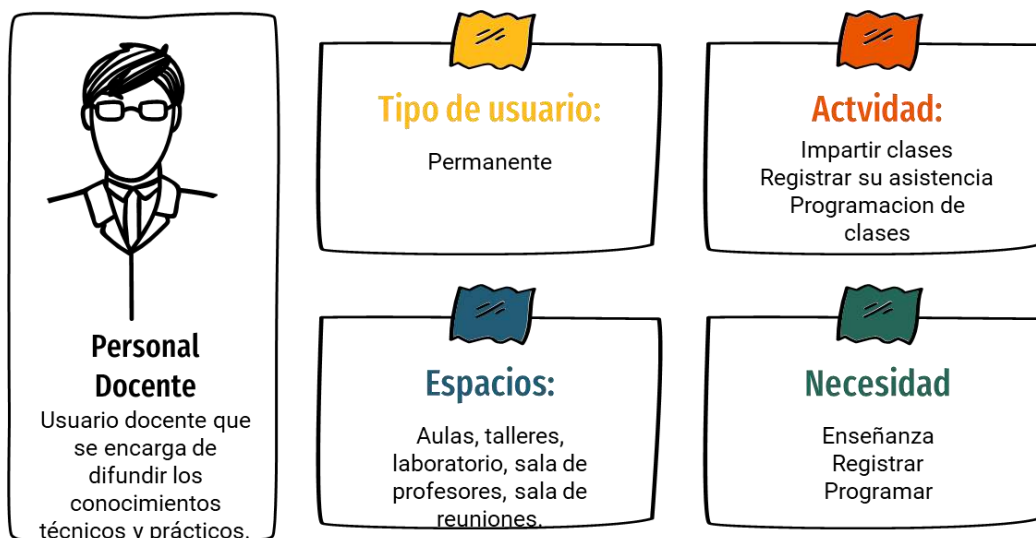 Personal
Docente
Usuario docente que
se encarga de
difundir los
conocimientos
técnicos y prácticos.
Tipo de usuario:
Permanente
Actvidad:
Impartir clases
Registrar su asistencia
Programacion de
clases
Espacios:
Aulas, talleres,
laboratorio, sala de
profesores, sala de
reuniones.
Necesidad
Enseñanza
Registrar
Programar